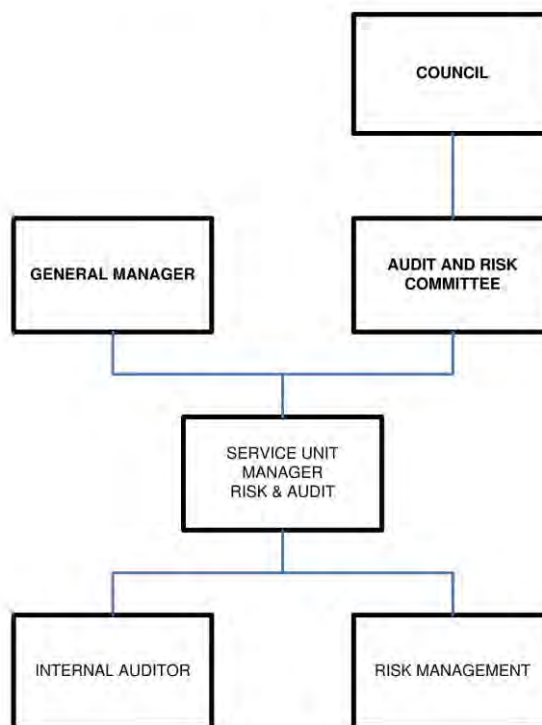 COUNCIL
GENERAL MANAGER
AUDIT AND RISK
COMMITTEE
SERVICE UNIT
MANAGER
RISK & AUDIT
INTERNAL AUDITOR
RISK MANAGEMENT